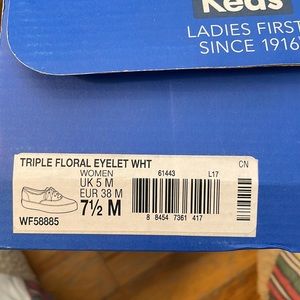 Keds
LADIES FIRST
SINCE 1916
TRIPLE FLORAL EYELET WHT
CN
WOMEN
61443
L17
UK 5 M
EUR 38 M
7½ M
WF58885
8 84547 361 417